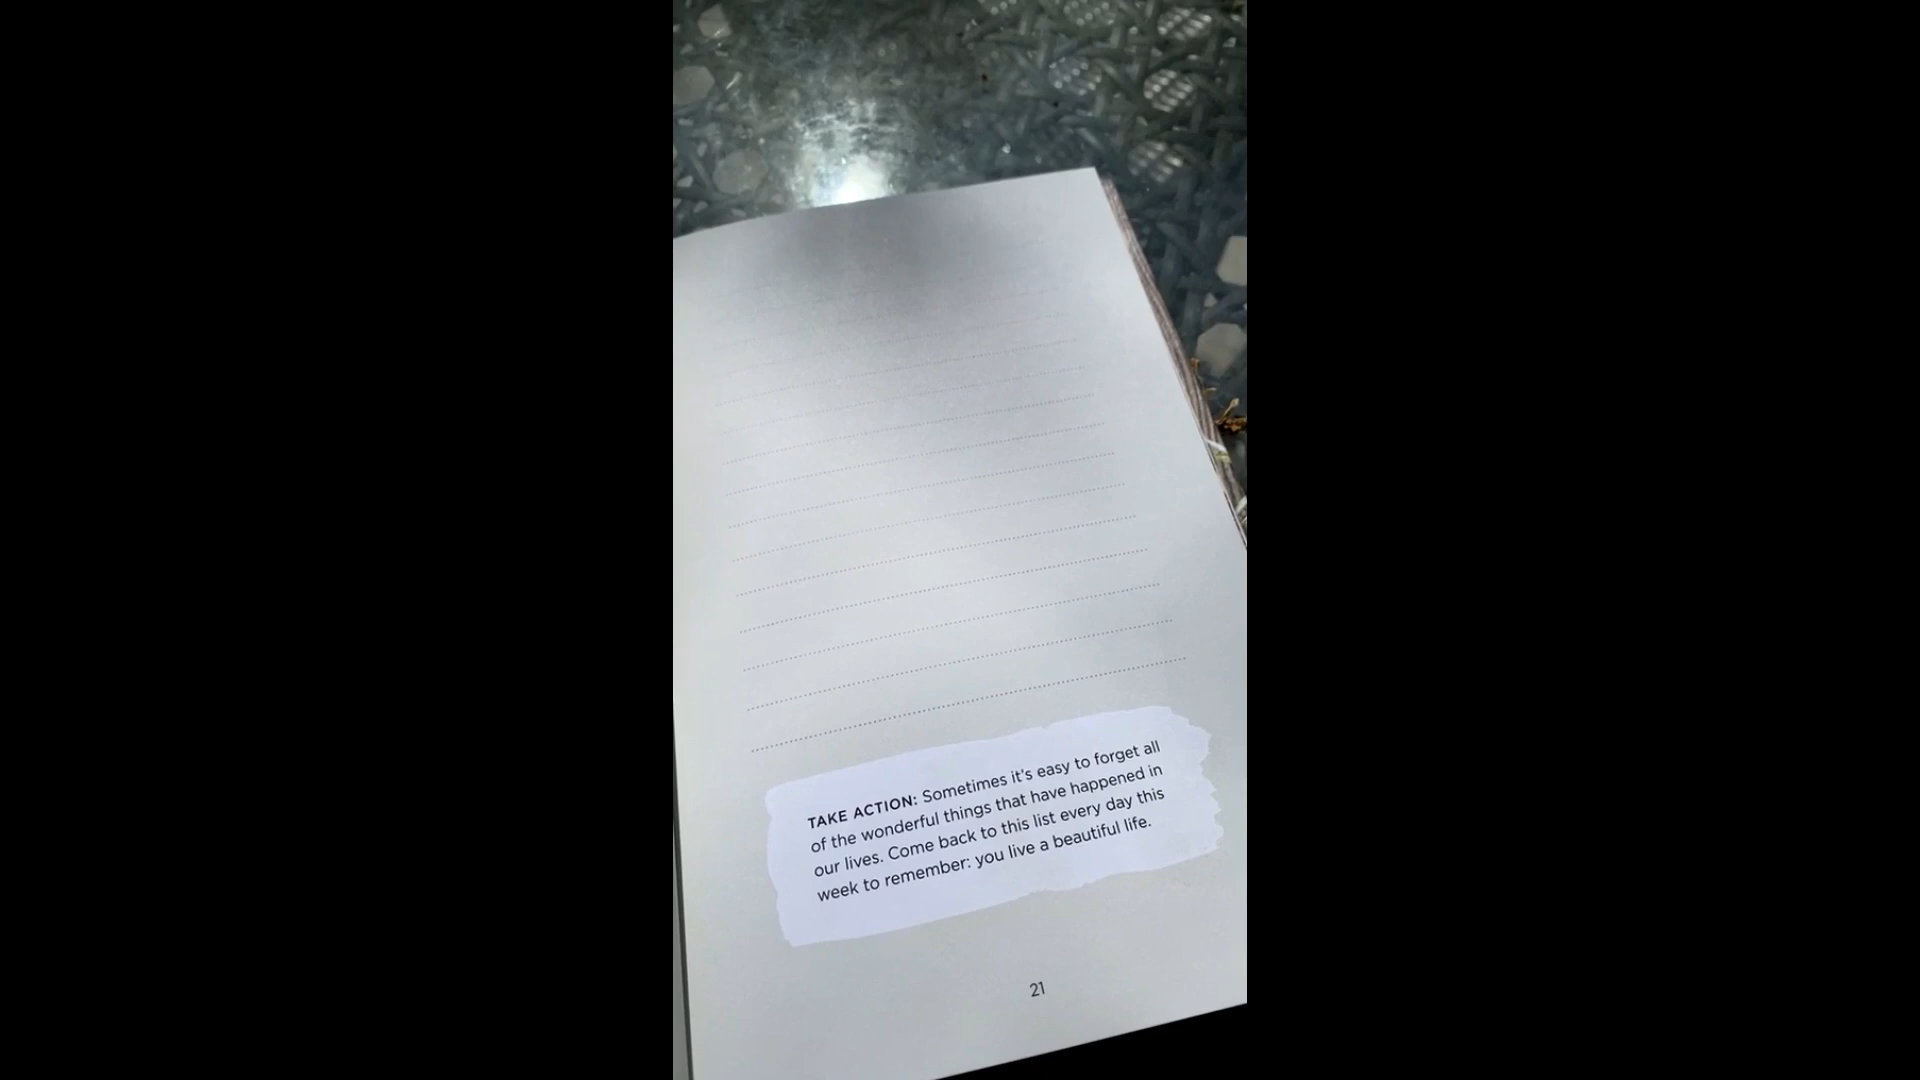 TAKE ACTION: Sometimes it's easy to forget all
of the wonderful things that have happened in
our lives. Come back to this list every day this
week to remember: you live a beautiful life.
21